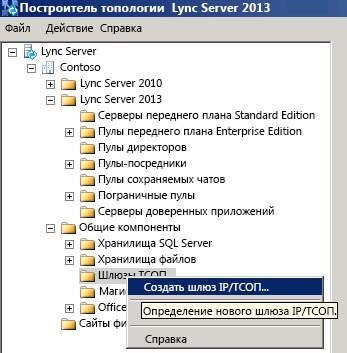 Построитель топологии Lync Server 2013
Файл Действие Справка
Lync Server
Contoso
Lync Server 2010
Lync Server 2013
Серверы переднего плана Standard Edition
Пулы переднего плана Enterprise Edition
Пулы директоров
Пулы-посредники
Пулы сохраняемых чатов
Пограничные пулы
Серверы доверенных приложений
Общие компоненты
Хранилища SQL Server
Хранилища файлов
Шлюзы ТСОП
Создать шлюз IP/ТСОП...
Маги
Определение нового шлюза IP/ТСОП.
Office
Сайты фи
Справка